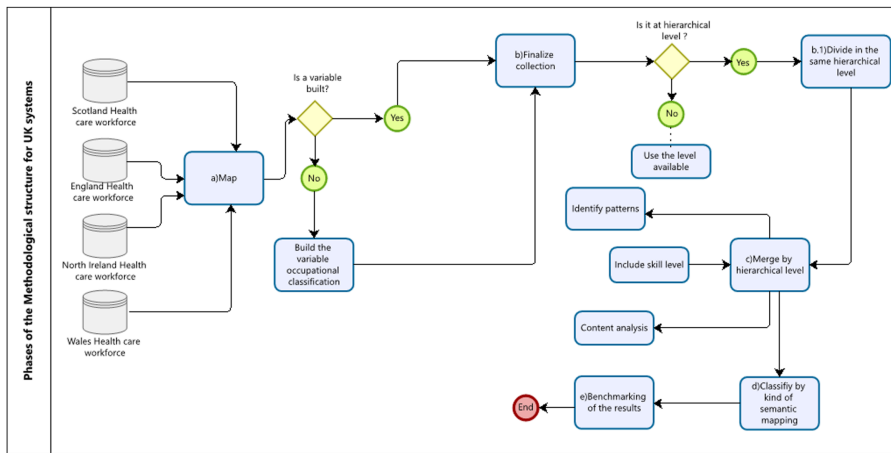 Phases of the Methodological structure for UK systems
Scotland Health
care workforce
England Health
care workforce
North Ireland Health
care workforce
Wales Health care
workforce
a)Map
Is a variable
built?
Yes
No
Build the
variable
occupational
classification
b)Finalize
collection
Is it at hierarchical
level ?
Yes
No
Use the level
available
b.1)Divide in the
same hierarchical
level
Identify patterns
Include skill level
c)Merge by
hierarchical level
Content analysis
d)Classifiy by
kind of
semantic
mapping
e)Benchmarking
of the results
End